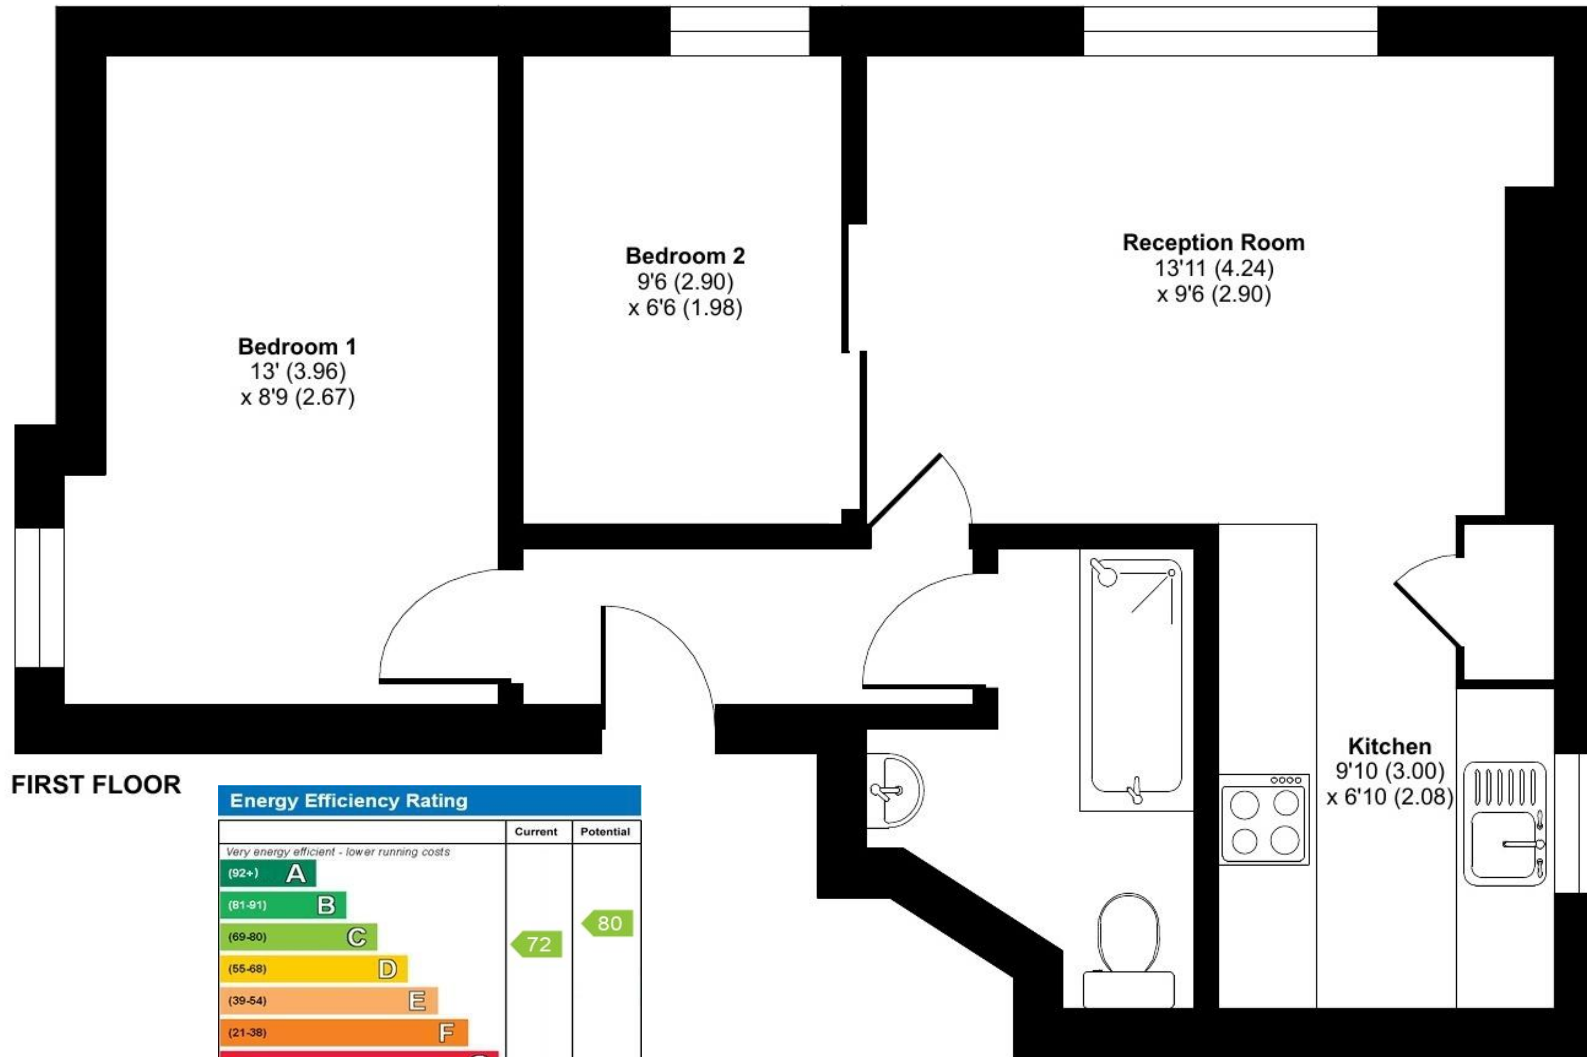 Bedroom 1
13' (3.96)
x 8'9 (2.67)
Bedroom 2
9'6 (2.90)
x 6'6 (1.98)
Reception Room
13'11 (4.24)
x 9'6 (2.90)
Kitchen
9'10 (3.00)
x 6'10 (2.08)
FIRST FLOOR
Energy Efficiency Rating
Current Potential
Very energy efficient - lower running costs
(92+) A
(81-91) B
(69-80) C
(55-68) D
(39-54) E
(21-38) F
72
80